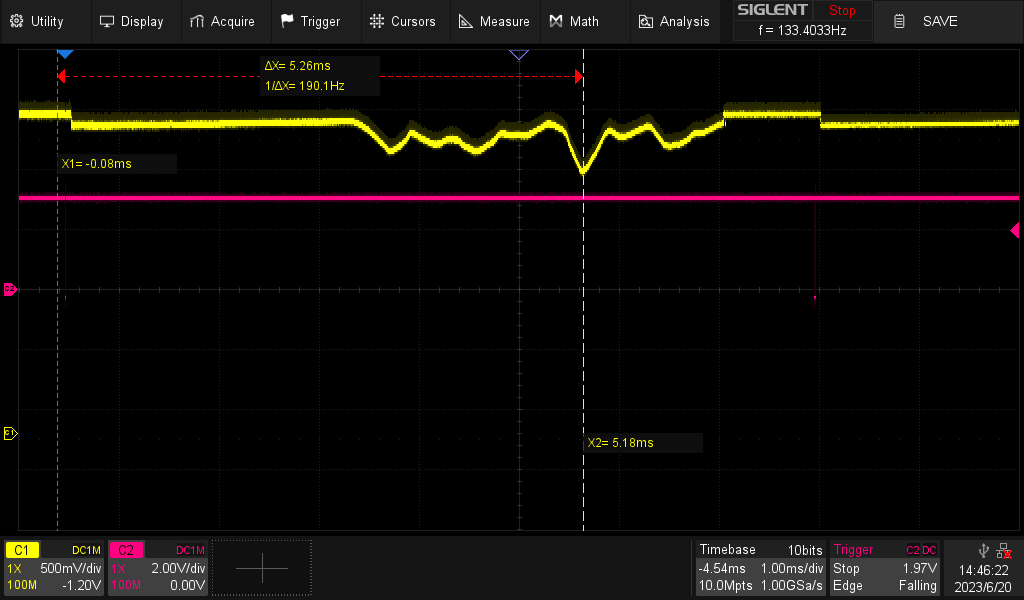 Utility Display Acquire Trigger Cursors Measure Math Analysis SIGLENT Stop SAVE
f = 133.4033Hz
ΔX= 5.26ms
1/ΔX= 190.1Hz
X1= -0.08ms
C2
C1
X2= 5.18ms
C1 DC1M
1X 500mV/div
100M -1.20V
C2 DC1M
1X 2.00V/div
100M 0.00V
Timebase 10bits
-4.54ms 1.00ms/div
10.0Mpts 1.00GSa/s
Trigger C2 DC
Stop 1.97V
Edge Falling
14:46:22
2023/6/20